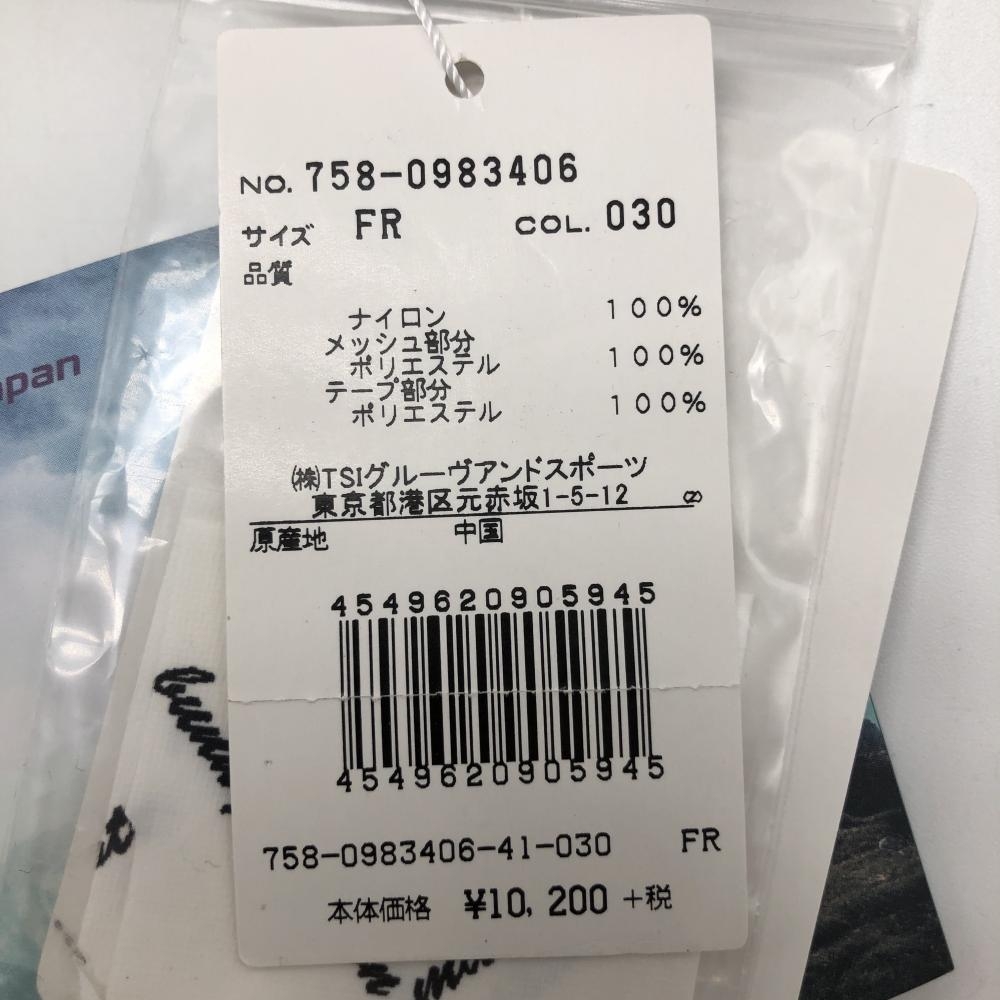 NO. 758-0983406
サイズ FR COL. 030
品質
ナイロン 100%
メッシュ部分
ポリエステル 100%
テープ部分
ポリエステル 100%
㈱TSIグルーヴアンドスポーツ
東京都港区元赤坂1-5-12 ②
原産地 中国
4549620905945
4549620905945
758-0983406-41-030 FR
本体価格 ¥10,200 +税